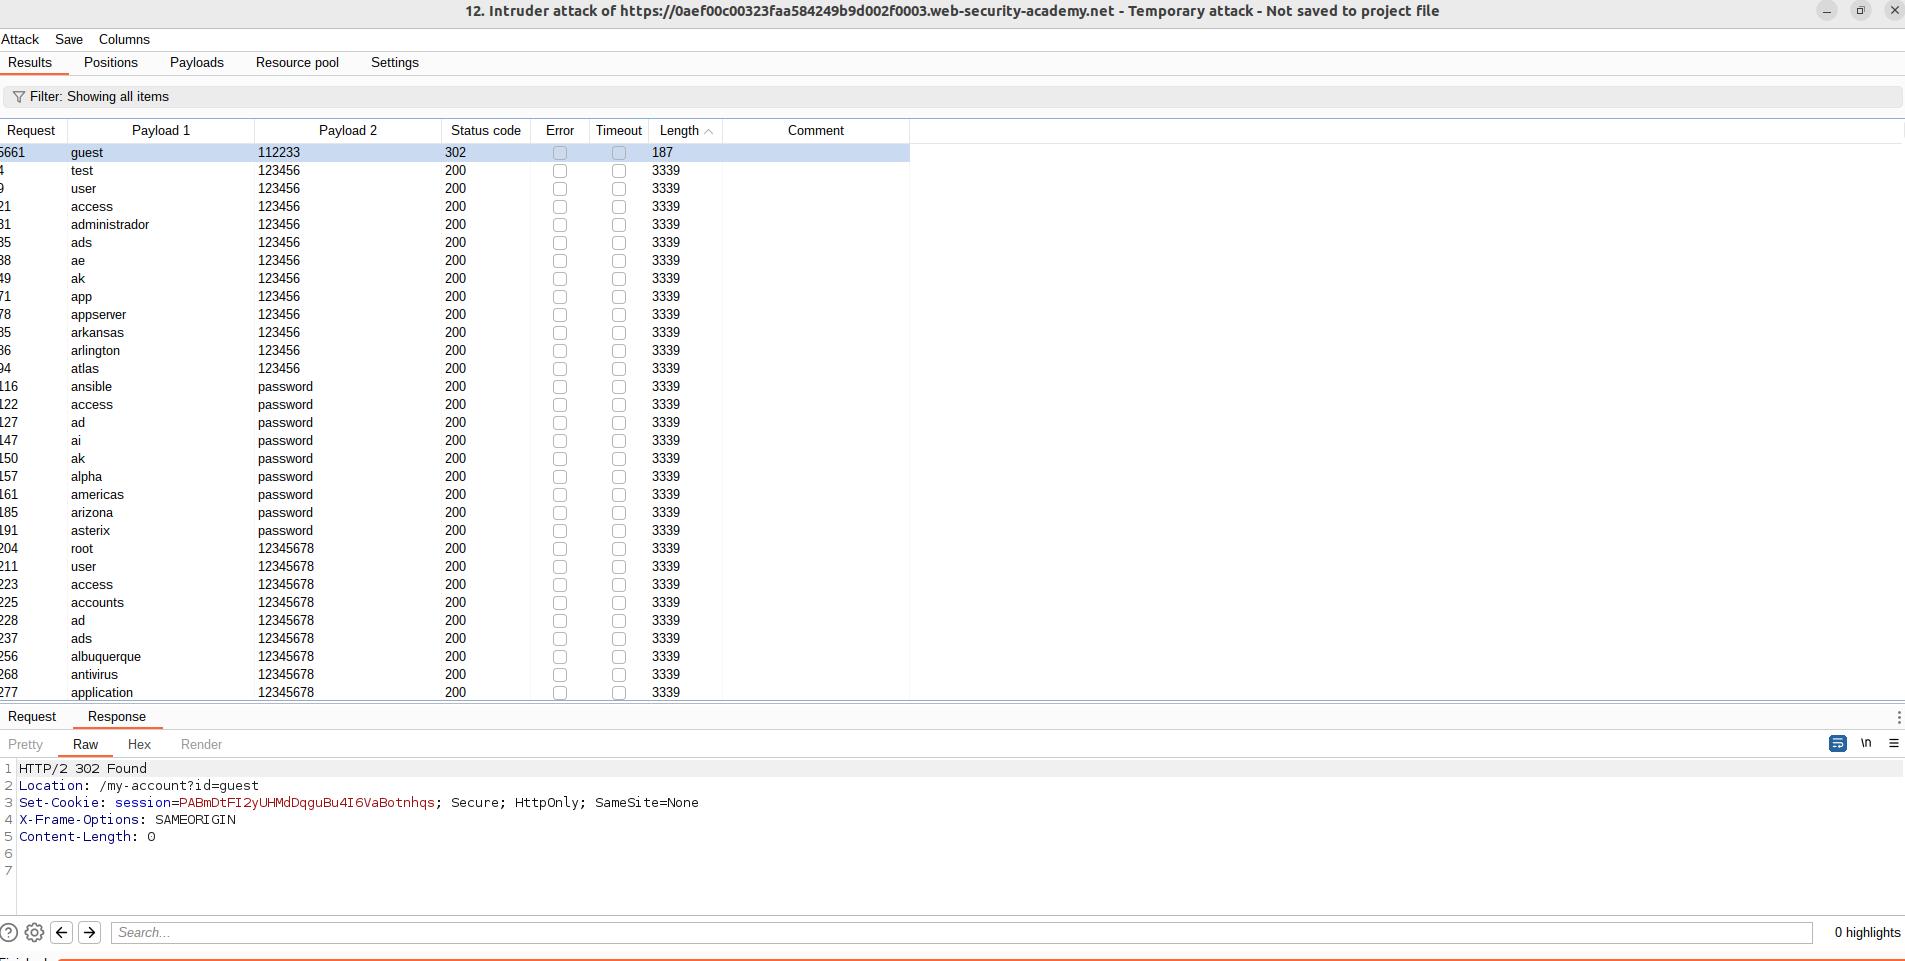 12. Intruder attack of https://0aef00c00323faa584249b9d002f0003.web-security-academy.net - Temporary attack - Not saved to project file
Attack Save Columns
Results Positions Payloads Resource pool Settings
Filter: Showing all items
Request Payload 1 Payload 2 Status code Error Timeout Length Comment
5661 guest 112233 302 187
4 test 123456 200 3339
9 user 123456 200 3339
21 access 123456 200 3339
31 administrador 123456 200 3339
35 ads 123456 200 3339
38 ae 123456 200 3339
49 ak 123456 200 3339
71 app 123456 200 3339
78 appserver 123456 200 3339
85 arkansas 123456 200 3339
86 arlington 123456 200 3339
94 atlas 123456 200 3339
116 ansible password 200 3339
122 access password 200 3339
127 ad password 200 3339
147 ai password 200 3339
150 ak password 200 3339
157 alpha password 200 3339
161 americas password 200 3339
185 arizona password 200 3339
191 asterix password 200 3339
204 root 12345678 200 3339
211 user 12345678 200 3339
223 access 12345678 200 3339
225 accounts 12345678 200 3339
228 ad 12345678 200 3339
237 ads 12345678 200 3339
256 albuquerque 12345678 200 3339
268 antivirus 12345678 200 3339
277 application 12345678 200 3339
Request Response
Pretty Raw Hex Render \n
1 HTTP/2 302 Found
2 Location: /my-account?id=guest
3 Set-Cookie: session=PABmDtFI2yUHMdDqguBu4I6VaBotnhqs; Secure; HttpOnly; SameSite=None
4 X-Frame-Options: SAMEORIGIN
5 Content-Length: 0
6
7
? Search... 0 highlights